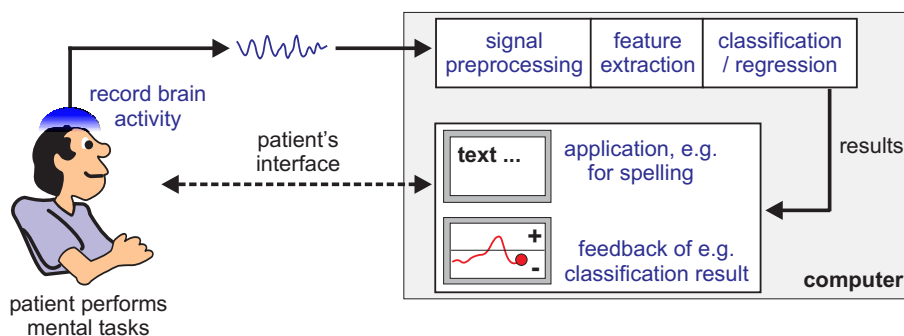 record brain
activity
signal
preprocessing
feature
extraction
classification
/ regression
patient's
interface
text ...
application, e.g.
for spelling
results
+
-
feedback of e.g.
classification result
computer
patient performs
mental tasks